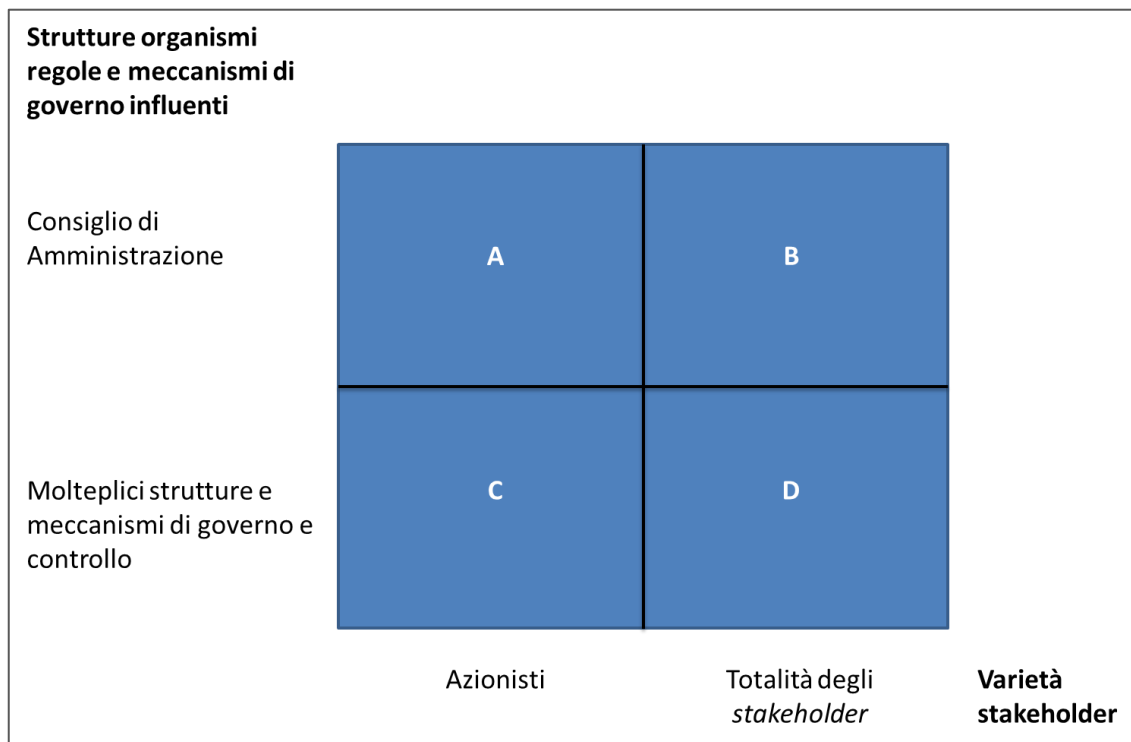 Strutture organismi
regole e meccanismi di
governo influenti
Consiglio di
Amministrazione
A
B
Molteplici strutture e
meccanismi di governo e
controllo
C
D
Azionisti
Totalità degli
stakeholder
Varietà
stakeholder